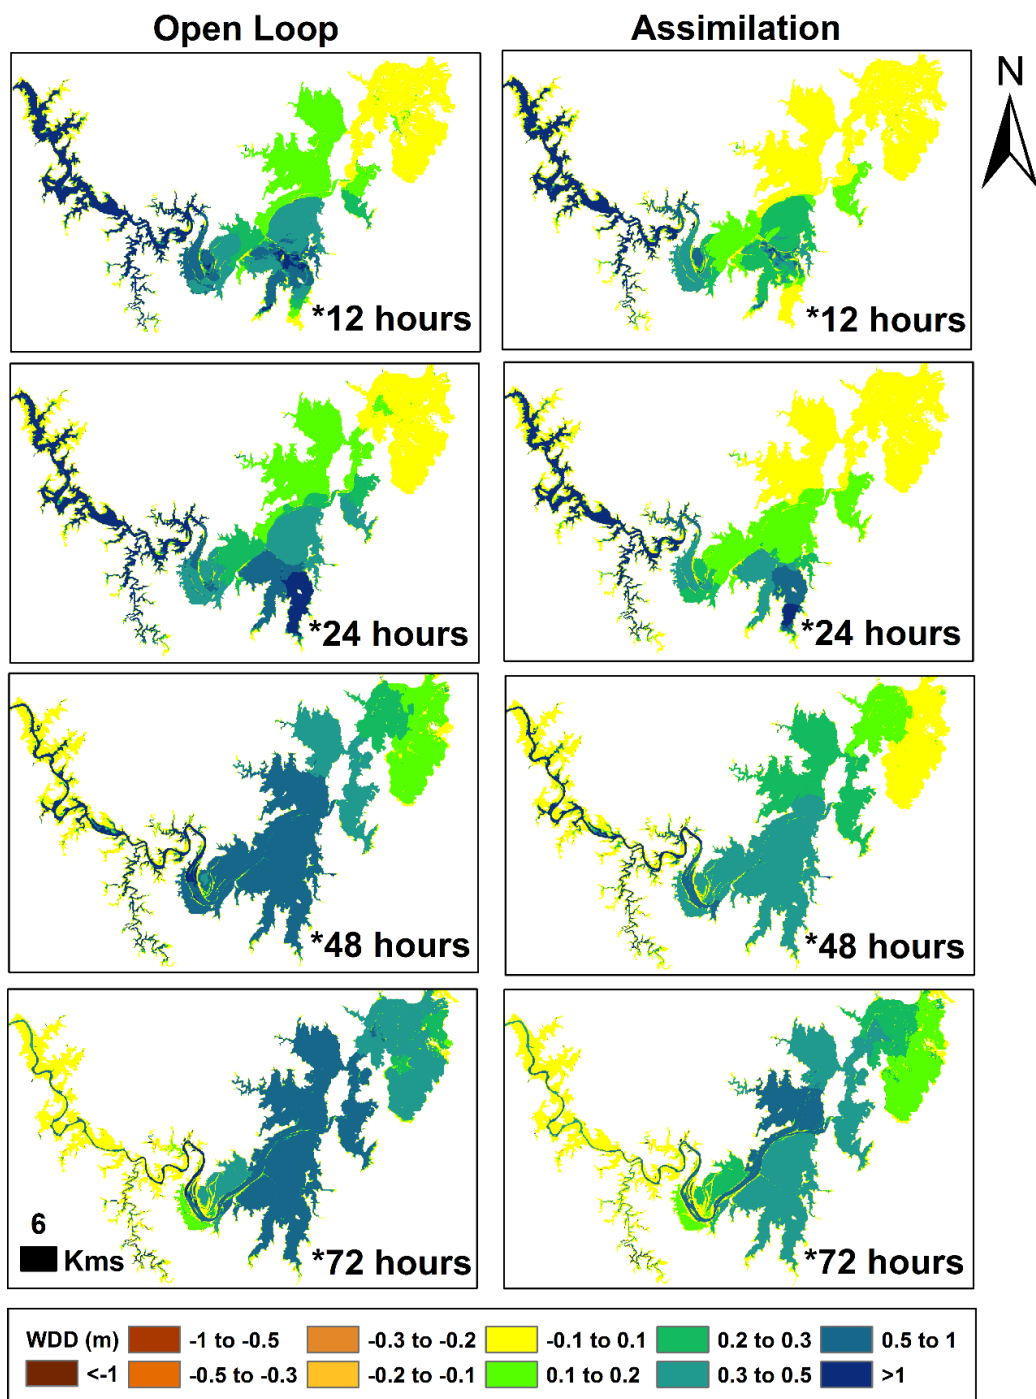 Open Loop
Assimilation
N
*12 hours
*12 hours
*24 hours
*24 hours
*48 hours
*48 hours
6
Kms
*72 hours
*72 hours
WDD (m) -1 to -0.5 -0.3 to -0.2 -0.1 to 0.1 0.2 to 0.3 0.5 to 1
<-1 -0.5 to -0.3 -0.2 to -0.1 0.1 to 0.2 0.3 to 0.5 >1